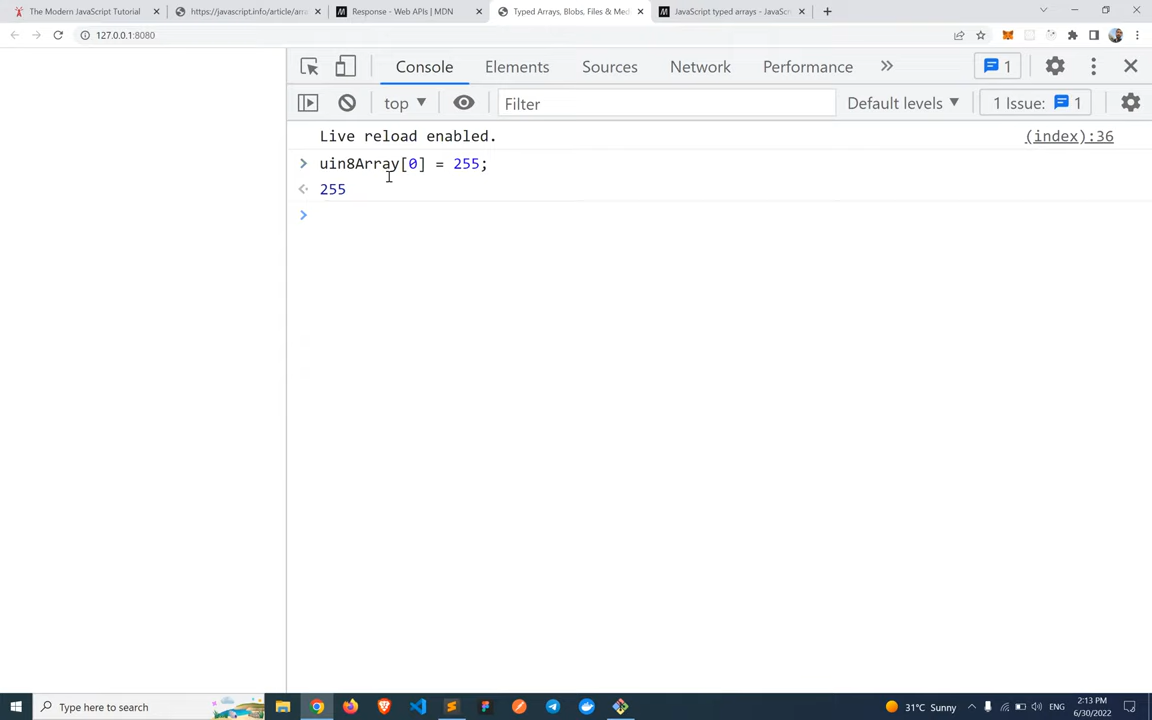 The Modern JavaScript Tutorial
https://javascript.info/article/arr
Response - Web APIs | MDN
Typed Arrays, Blobs, Files & Med
JavaScript typed arrays - JavaScr
127.0.0.1:8080
Console
Elements
Sources
Network
Performance
1
top
Filter
Default levels
1 Issue:
1
Live reload enabled.
(index):36
uin8Array[0] = 255;
255
Type here to search
31°C Sunny
ENG
2:13 PM
6/30/2022